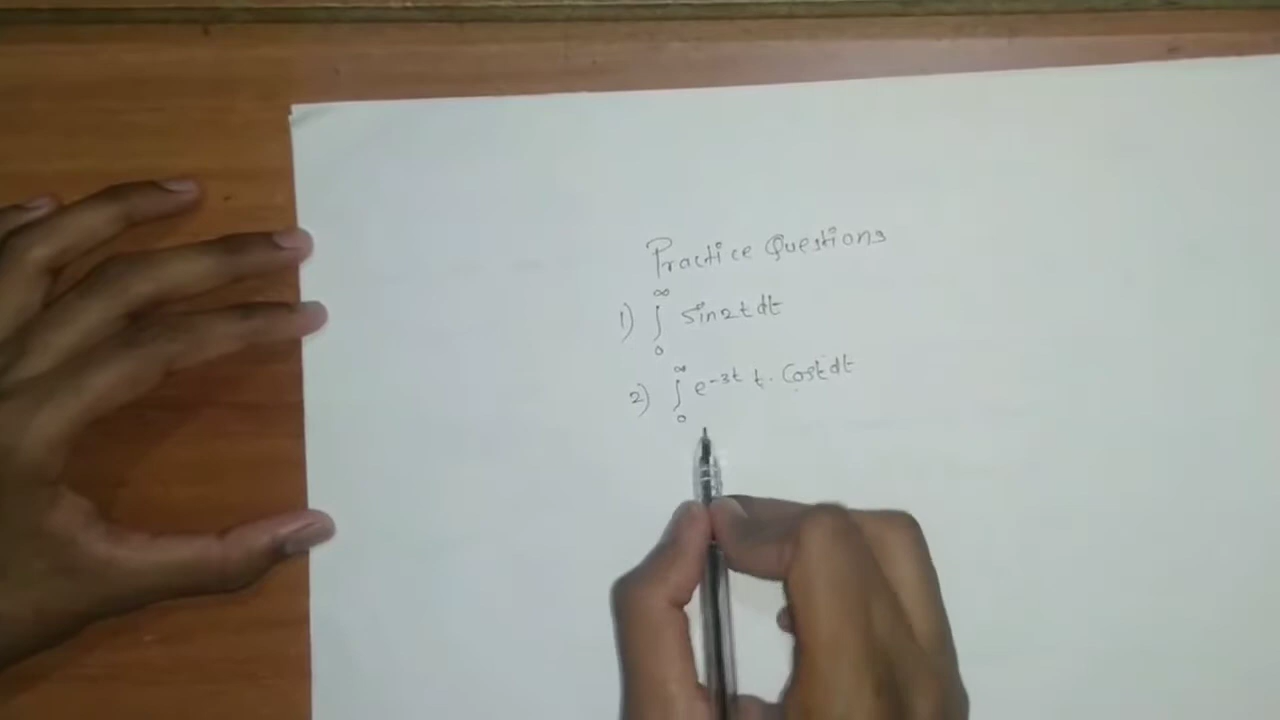 Practice Questions
1) ∫₀^∞ sin2t dt
2) ∫₀^∞ e^-3t t. Cost dt